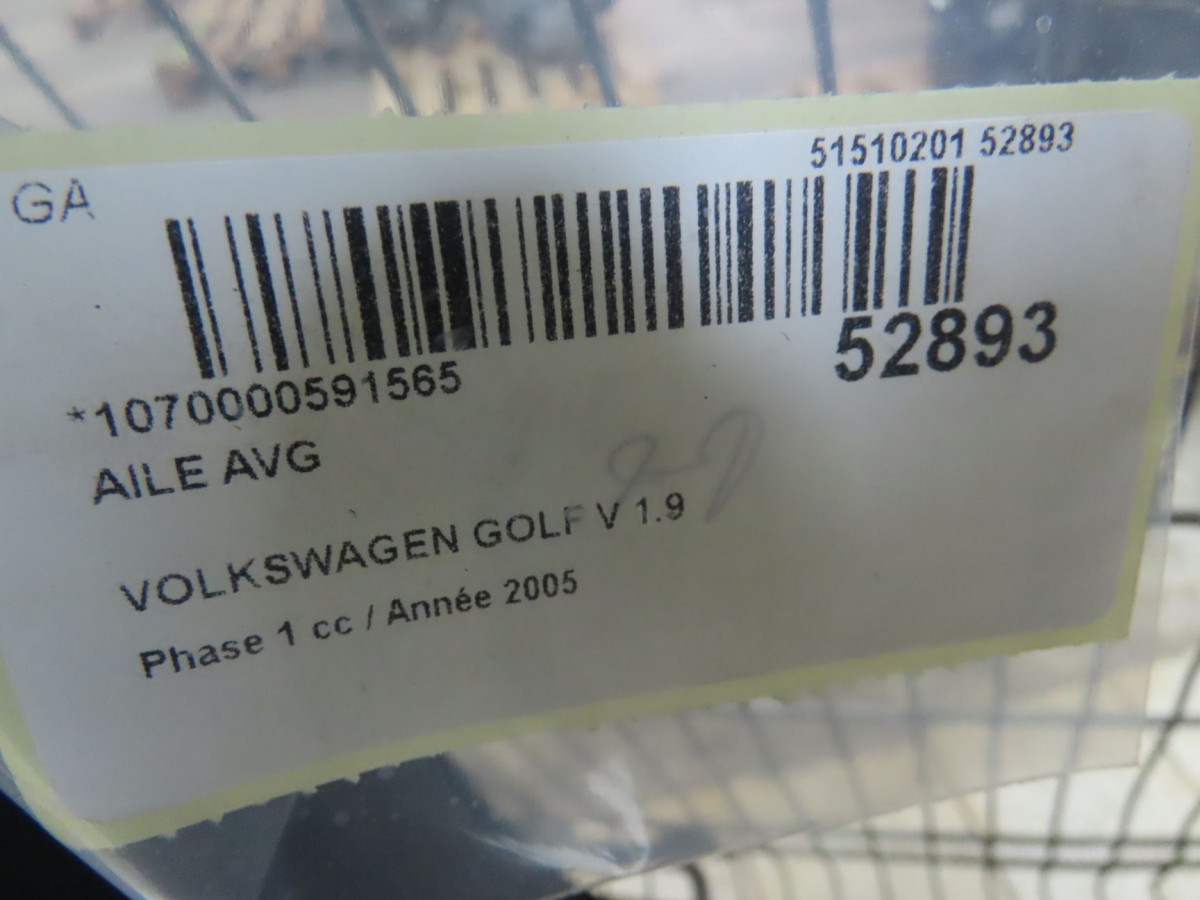 GA
51510201 52893
52893
*1070000591565
AILE AVG
VOLKSWAGEN GOLF V 1.9
Phase 1 cc / Année 2005